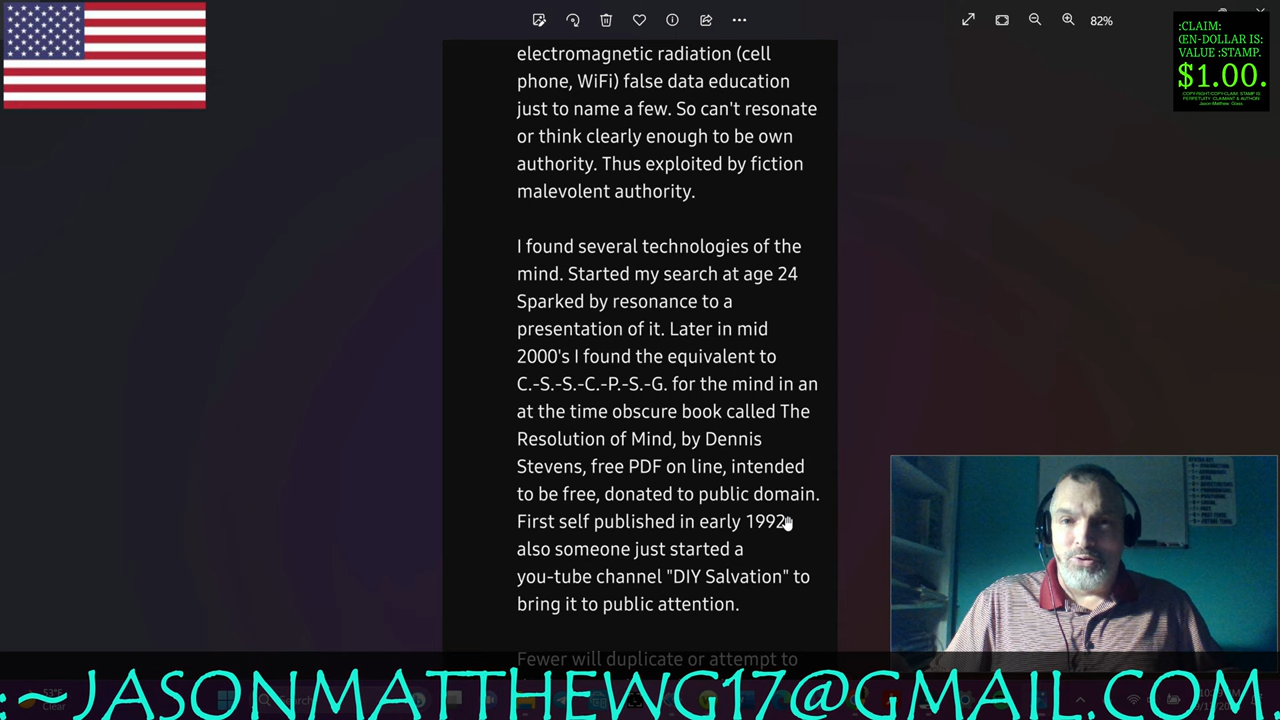 82%
:CLAIM:
ŒN-DOLLAR IS:
VALUE :STAMP.
$1.00.
Jason-Matthew: Glass.
electromagnetic radiation (cell
phone, WiFi) false data education
just to name a few. So can't resonate
or think clearly enough to be own
authority. Thus exploited by fiction
malevolent authority.
I found several technologies of the
mind. Started my search at age 24
Sparked by resonance to a
presentation of it. Later in mid
2000's I found the equivalent to
C.-S.-S.-C.-P.-S.-G. for the mind in an
at the time obscure book called The
Resolution of Mind, by Dennis
Stevens, free PDF on line, intended
to be free, donated to public domain.
First self published in early 1992
also someone just started a
you-tube channel "DIY Salvation" to
bring it to public attention.
Fewer will duplicate or attempt to
:~JASONMATTHEWG17@GMAIL.COM.
53°F
Clear
Search